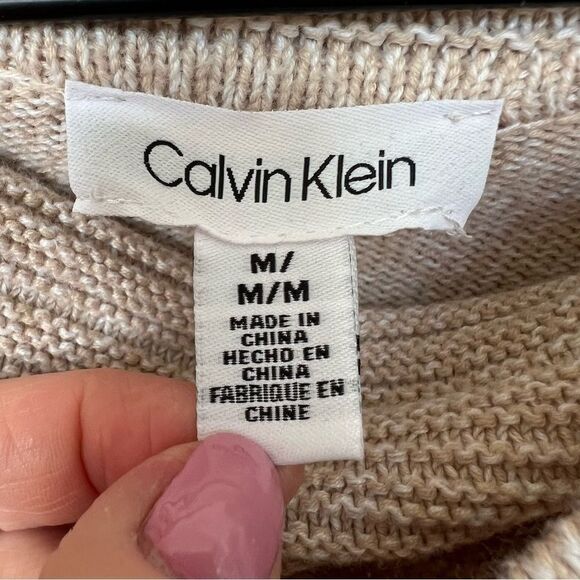 Calvin Klein
M/
M/M
MADE IN
CHINA
HECHO EN
CHINA
FABRIQUE EN
CHINE